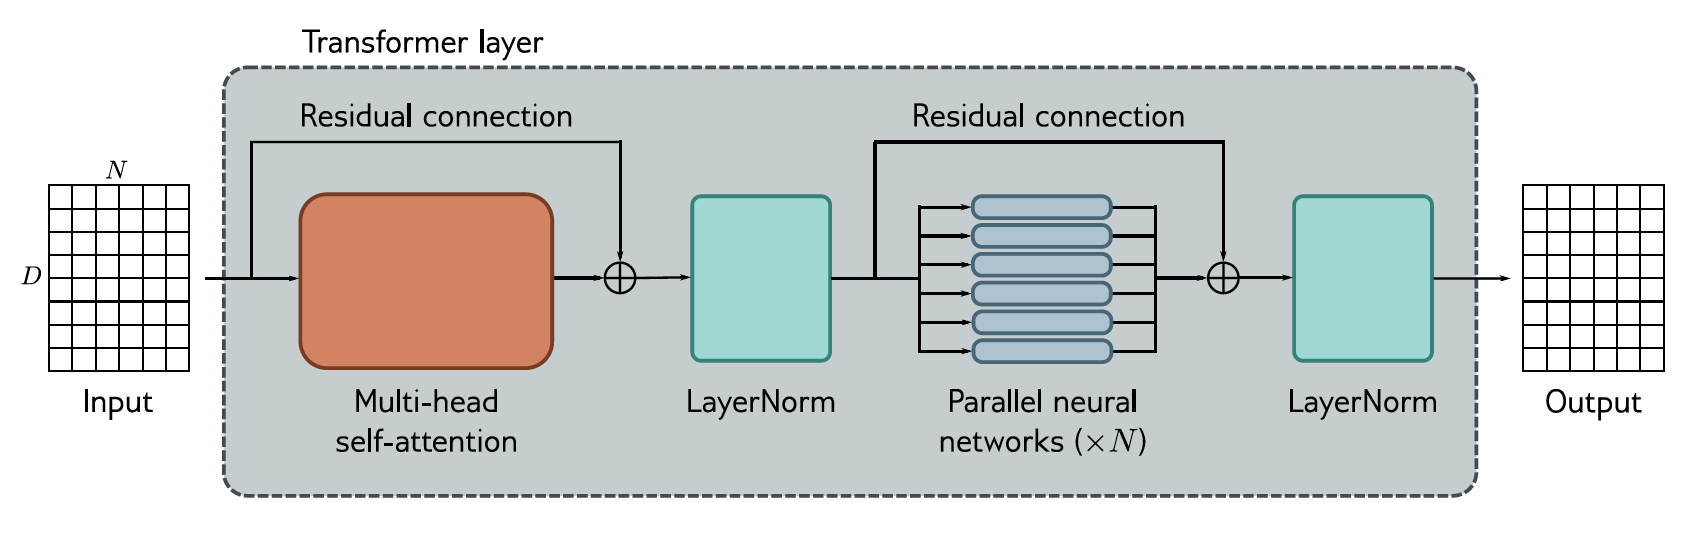 Transformer layer
Residual connection
Residual connection
N
D
Input
Multi-head
self-attention
LayerNorm
Parallel neural
networks (×N)
LayerNorm
Output